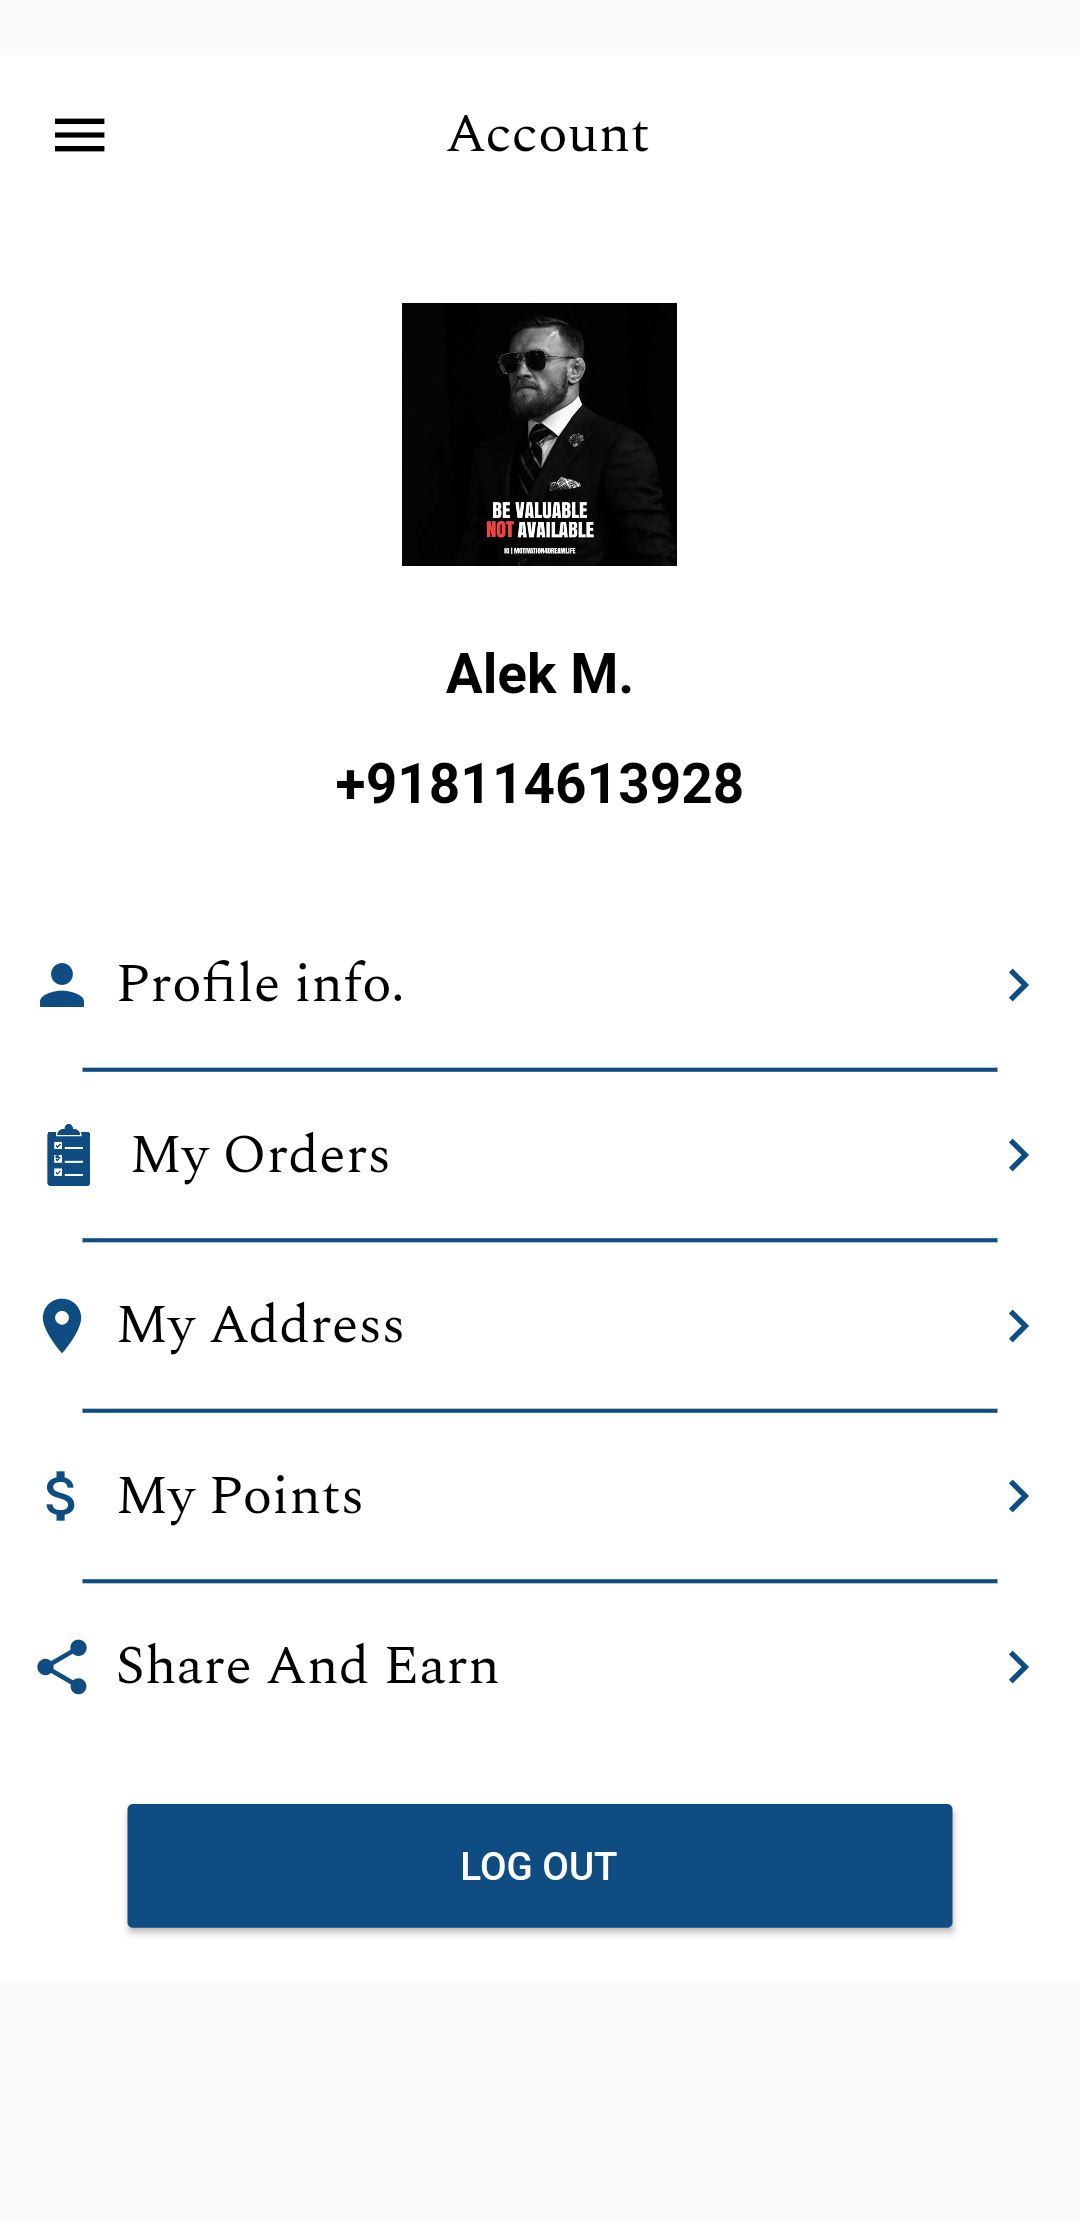 Account
BE VALUABLE
NOT AVAILABLE
IG | MOTIVATION4DREAMLIFE
Alek M.
+918114613928
Profile info.
My Orders
My Address
My Points
Share And Earn
LOG OUT